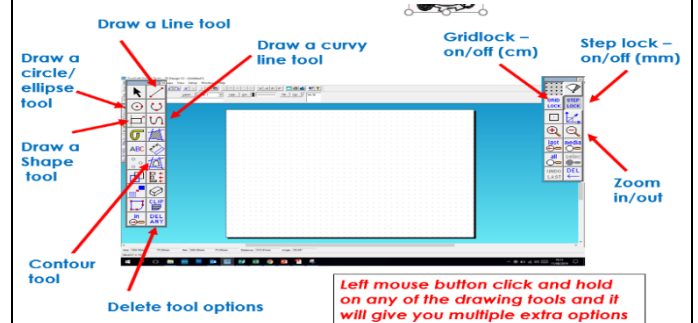 Draw a Line tool
Draw a curvy
line tool
Gridlock –
on/off (cm)
Step lock –
on/off (mm)
Draw a
circle/
ellipse
tool
Draw a
Shape
tool
Contour
tool
Delete tool options
Zoom
in/out
ABC
CLIP
DEL
ANY
GRID
LOCK
STEP
LOCK
last
media
all
UNDO
LAST
DEL
Left mouse button click and hold
on any of the drawing tools and it
will give you multiple extra options